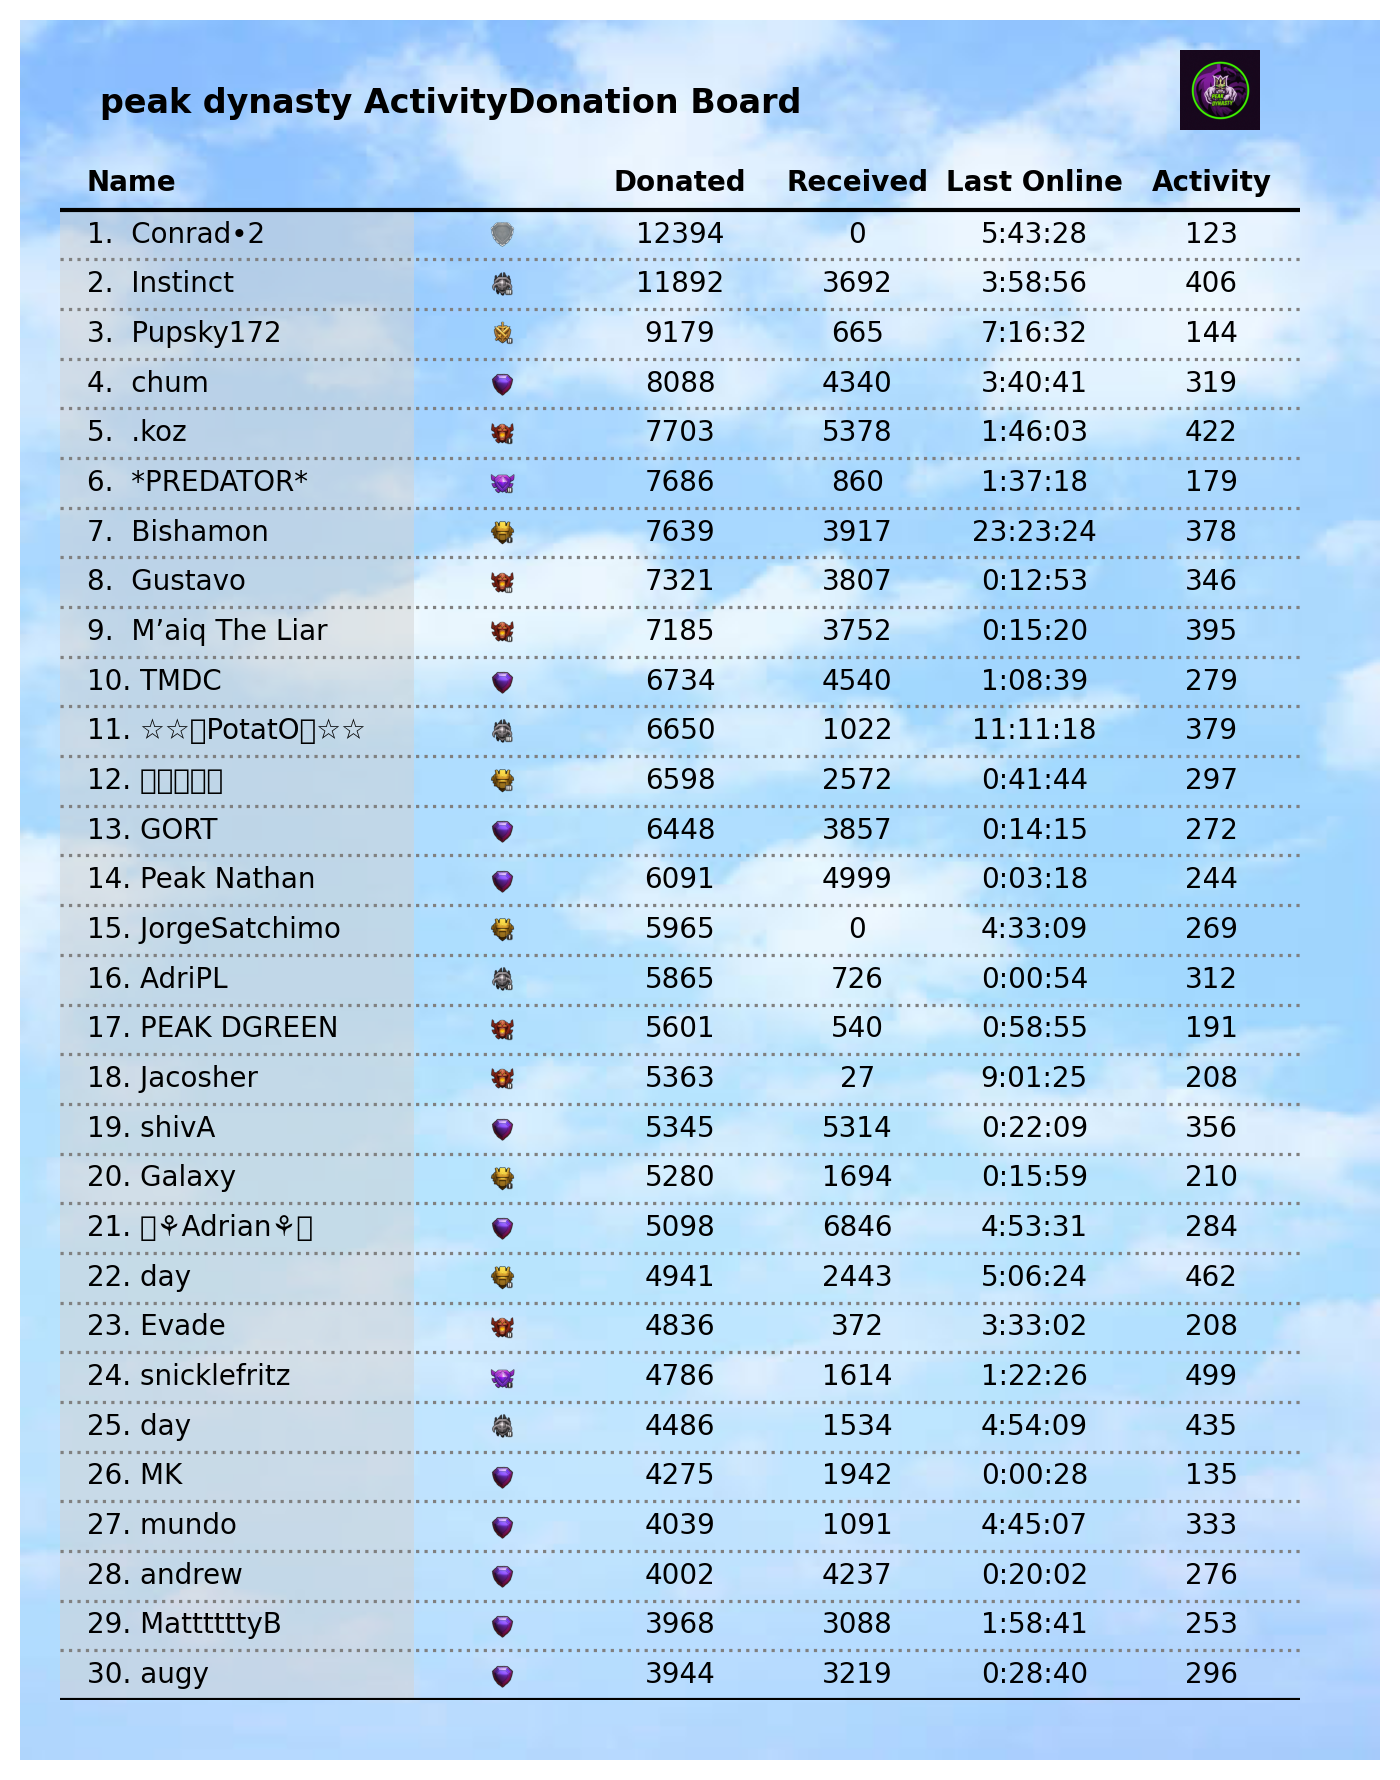 peak dynasty ActivityDonation Board
PEAK
DYNASTY
Name Donated Received Last Online Activity
1. Conrad•2 12394 0 5:43:28 123
2. Instinct 11892 3692 3:58:56 406
3. Pupsky172 9179 665 7:16:32 144
4. chum 8088 4340 3:40:41 319
5. .koz 7703 5378 1:46:03 422
6. *PREDATOR* 7686 860 1:37:18 179
7. Bishamon 7639 3917 23:23:24 378
8. Gustavo 7321 3807 0:12:53 346
9. M’aiq The Liar 7185 3752 0:15:20 395
10. TMDC 6734 4540 1:08:39 279
11. ☆☆▯PotatO▯☆☆ 6650 1022 11:11:18 379
12. ▯▯▯▯▯ 6598 2572 0:41:44 297
13. GORT 6448 3857 0:14:15 272
14. Peak Nathan 6091 4999 0:03:18 244
15. JorgeSatchimo 5965 0 4:33:09 269
16. AdriPL 5865 726 0:00:54 312
17. PEAK DGREEN 5601 540 0:58:55 191
18. Jacosher 5363 27 9:01:25 208
19. shivA 5345 5314 0:22:09 356
20. Galaxy 5280 1694 0:15:59 210
21. ▯⚘Adrian⚘▯ 5098 6846 4:53:31 284
22. day 4941 2443 5:06:24 462
23. Evade 4836 372 3:33:02 208
24. snicklefritz 4786 1614 1:22:26 499
25. day 4486 1534 4:54:09 435
26. MK 4275 1942 0:00:28 135
27. mundo 4039 1091 4:45:07 333
28. andrew 4002 4237 0:20:02 276
29. MattttttyB 3968 3088 1:58:41 253
30. augy 3944 3219 0:28:40 296